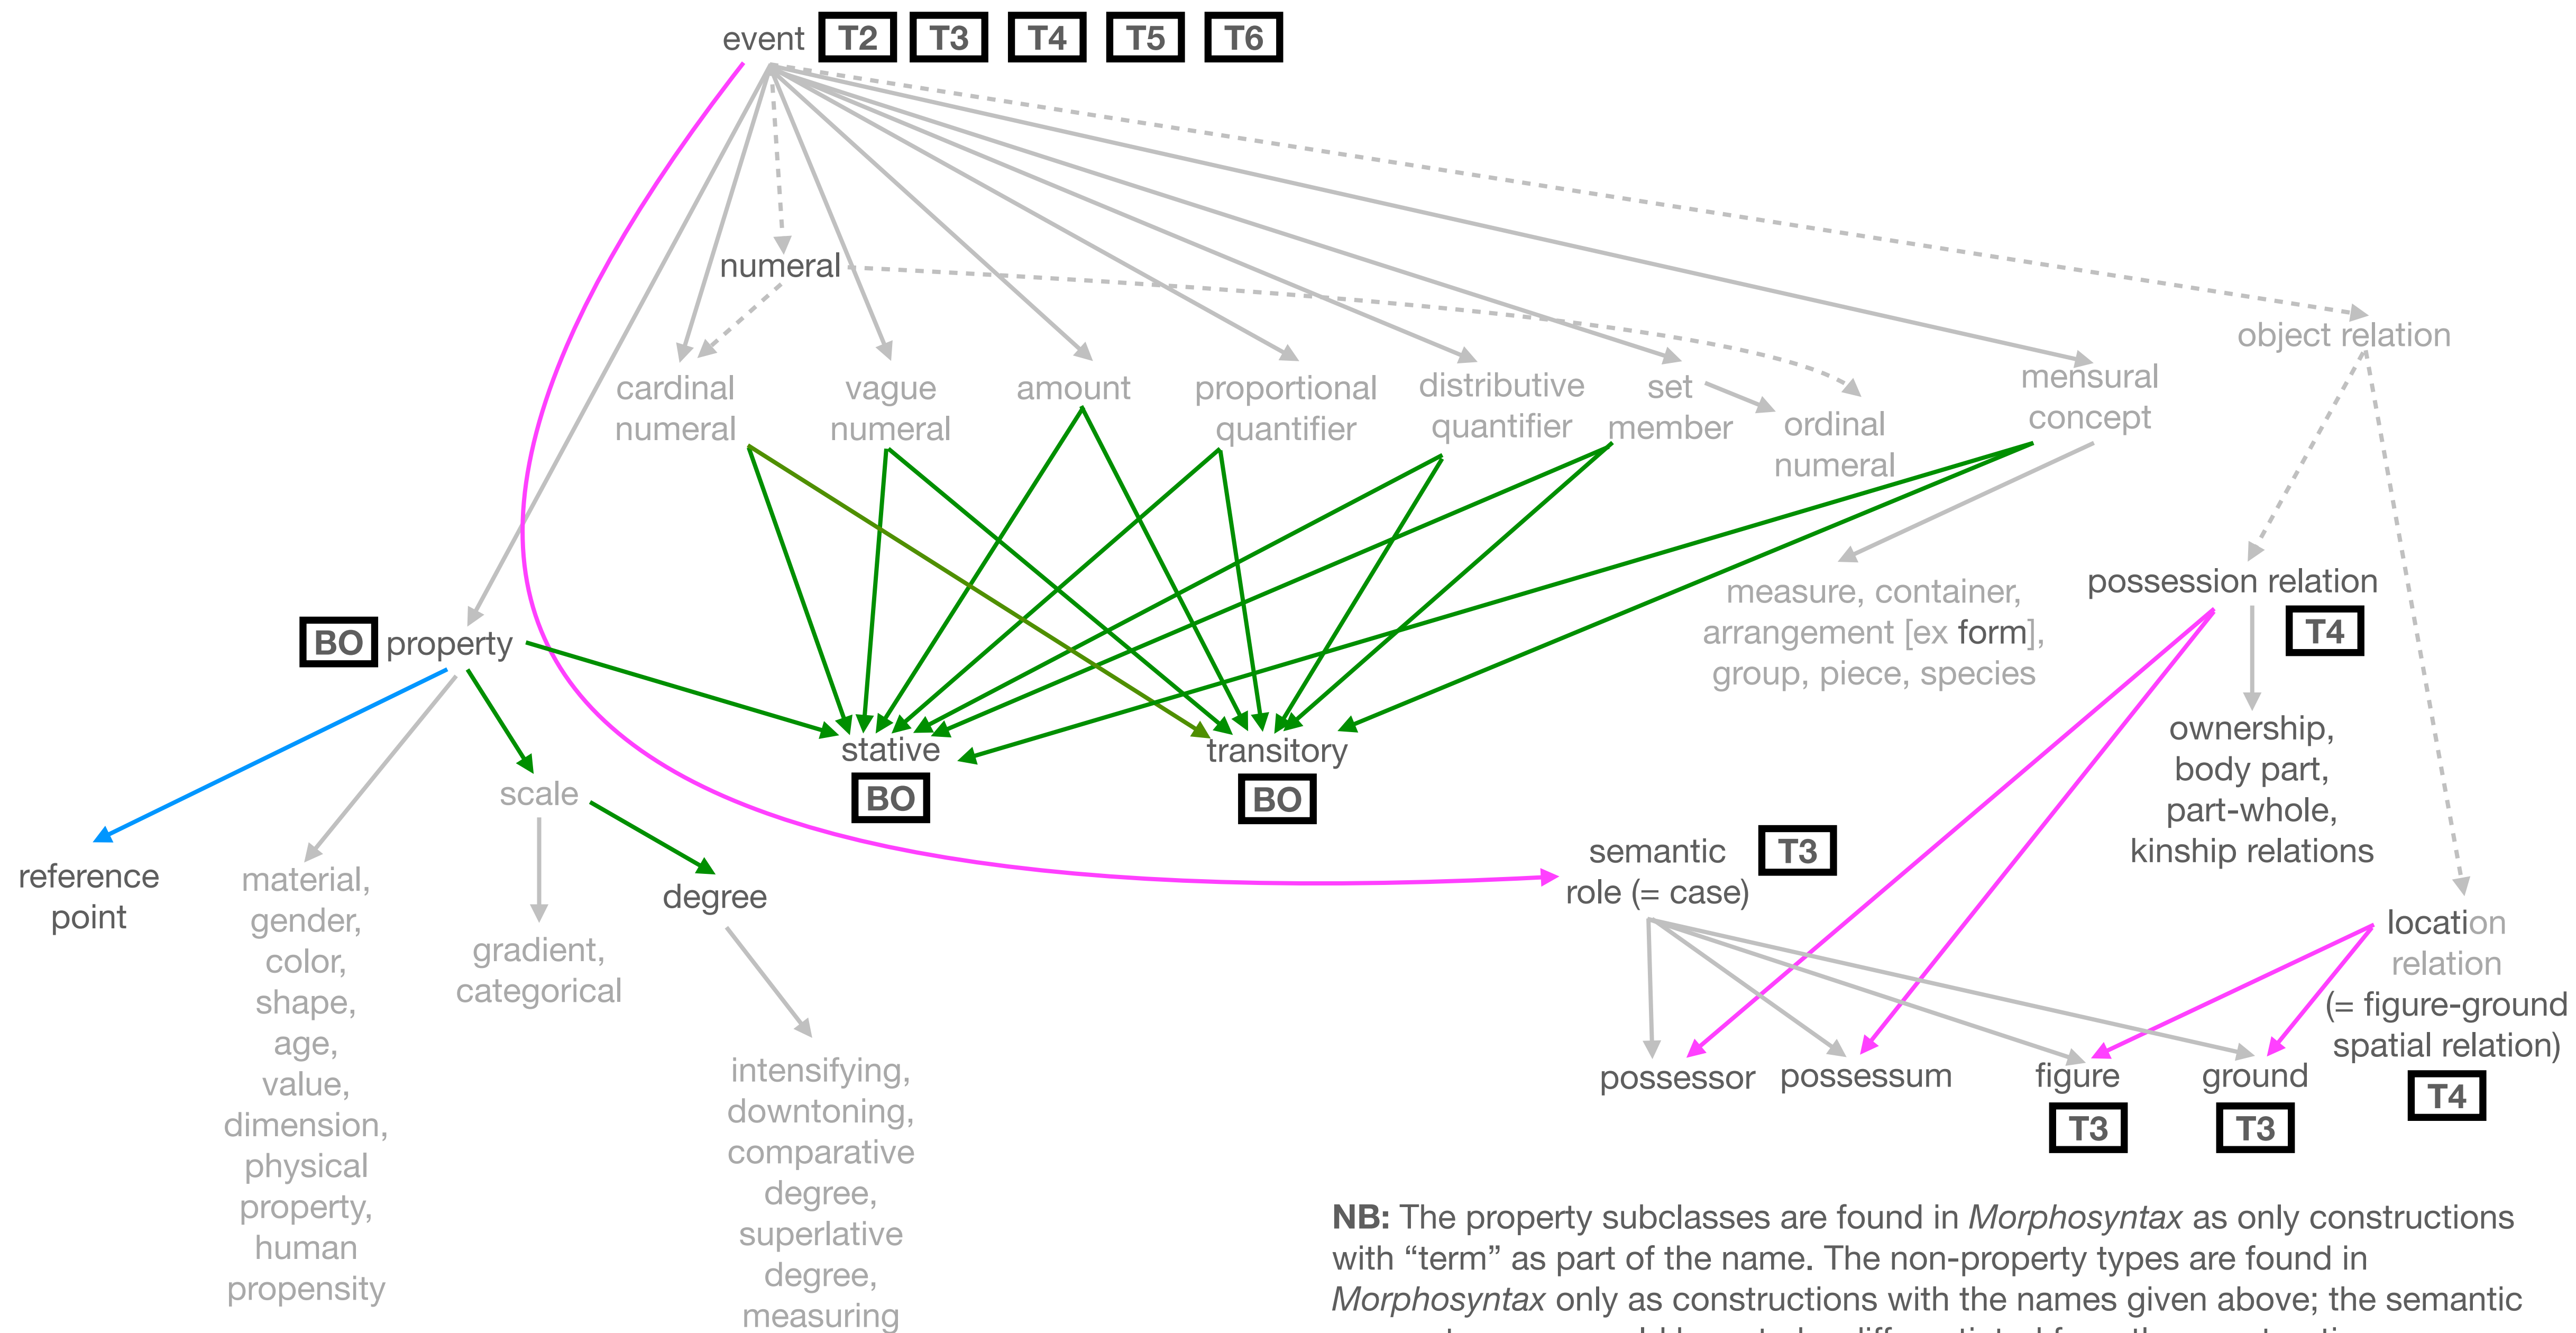 event T2 T3 T4 T5 T6
numeral
object relation
cardinal
numeral
vague
numeral
amount
proportional
quantifier
distributive
quantifier
set
member
ordinal
numeral
mensural
concept
measure, container,
arrangement [ex form],
group, piece, species
possession relation
T4
ownership,
body part,
part-whole,
kinship relations
BO property
stative
BO
transitory
BO
scale
reference
point
material,
gender,
color,
shape,
age,
value,
dimension,
physical
property,
human
propensity
gradient,
categorical
degree
intensifying,
downtoning,
comparative
degree,
superlative
degree,
measuring
semantic
role (= case)
T3
location
relation
(= figure-ground
spatial relation)
T4
possessor
possessum
figure
T3
ground
T3
NB: The property subclasses are found in Morphosyntax as only constructions
with “term” as part of the name. The non-property types are found in
Morphosyntax only as constructions with the names given above; the semantic